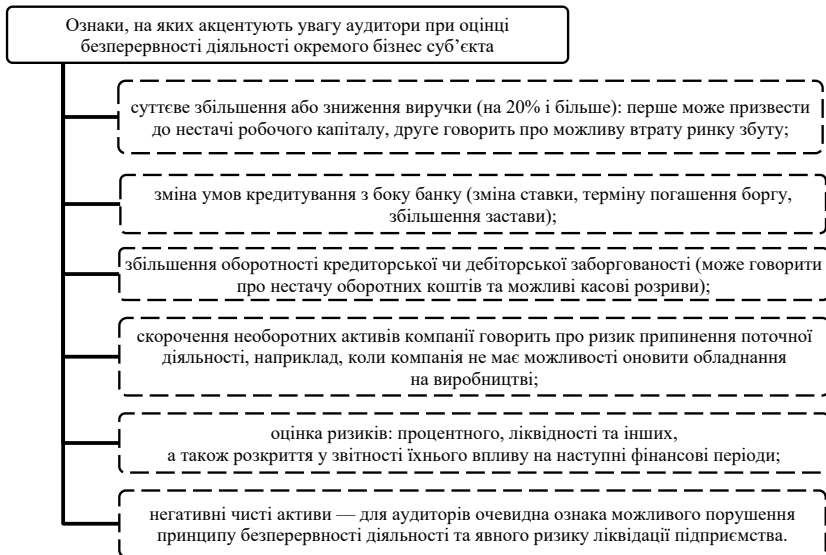 Ознаки, на яких акцентують увагу аудитори при оцінці
безперервності діяльності окремого бізнес суб’єкта
суттєве збільшення або зниження виручки (на 20% і більше): перше може призвести
до нестачі робочого капіталу, друге говорить про можливу втрату ринку збуту;
зміна умов кредитування з боку банку (зміна ставки, терміну погашення боргу,
збільшення застави);
збільшення оборотності кредиторської чи дебіторської заборгованості (може говорити
про нестачу оборотних коштів та можливі касові розриви);
скорочення необоротних активів компанії говорить про ризик припинення поточної
діяльності, наприклад, коли компанія не має можливості оновити обладнання
на виробництві;
оцінка ризиків: процентного, ліквідності та інших,
а також розкриття у звітності їхнього впливу на наступні фінансові періоди;
негативні чисті активи — для аудиторів очевидна ознака можливого порушення
принципу безперервності діяльності та явного ризику ліквідації підприємства.